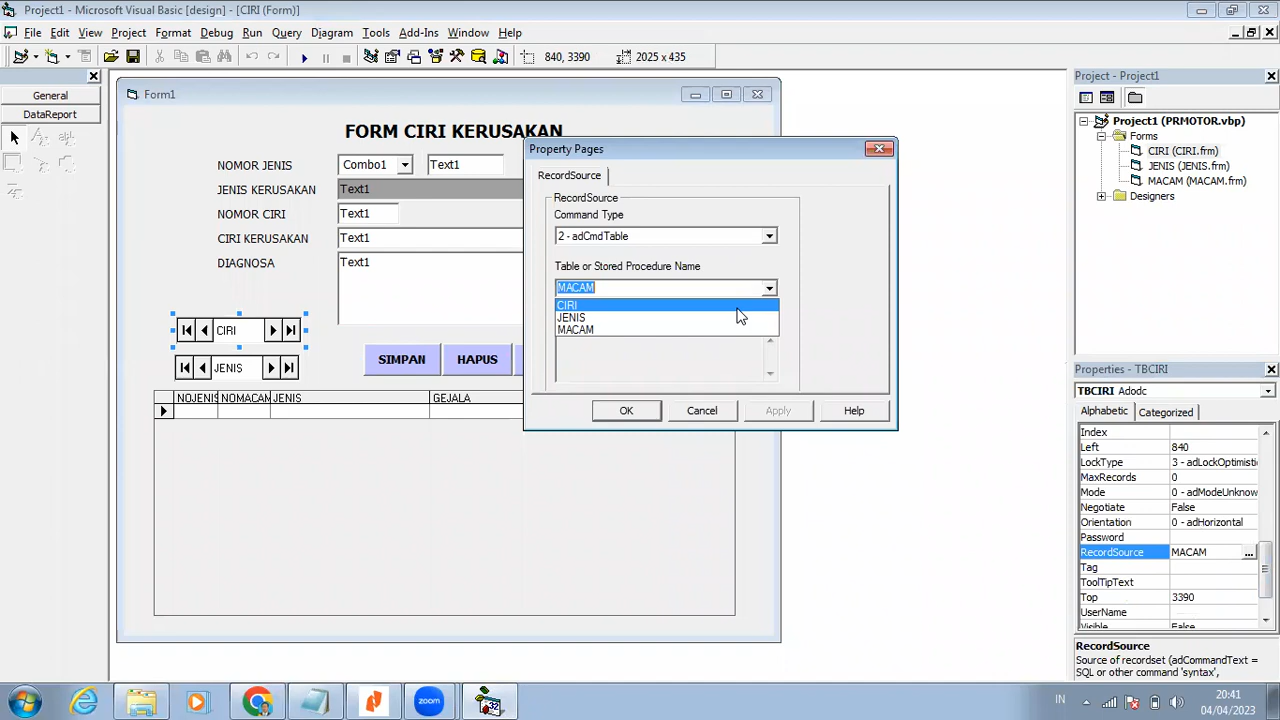 Project1 - Microsoft Visual Basic [design] - [CIRI (Form)]
File Edit View Project Format Debug Run Query Diagram Tools Add-Ins Window Help
840, 3390 2025 x 435
General
DataReport
Form1
FORM CIRI KERUSAKAN
NOMOR JENIS Combo1 Text1
JENIS KERUSAKAN Text1
NOMOR CIRI Text1
CIRI KERUSAKAN Text1
DIAGNOSA Text1
CIRI
JENIS
SIMPAN HAPUS
NOJENIS NOMACAM JENIS GEJALA
Property Pages
RecordSource
RecordSource
Command Type
2 - adCmdTable
Table or Stored Procedure Name
MACAM
CIRI
JENIS
MACAM
OK Cancel Apply Help
Project - Project1
Project1 (PRMOTOR.vbp)
Forms
CIRI (CIRI.frm)
JENIS (JENIS.frm)
MACAM (MACAM.frm)
Designers
Properties - TBCIRI
TBCIRI Adodc
Alphabetic Categorized
Index
Left 840
LockType 3 - adLockOptimisti
MaxRecords 0
Mode 0 - adModeUnknow
Negotiate False
Orientation 0 - adHorizontal
Password
RecordSource MACAM ...
Tag
ToolTipText
Top 3390
UserName
Visible False
RecordSource
Source of recordset (adCommandText =
SQL or other command 'syntax',
zoom
32
IN
20:41
04/04/2023